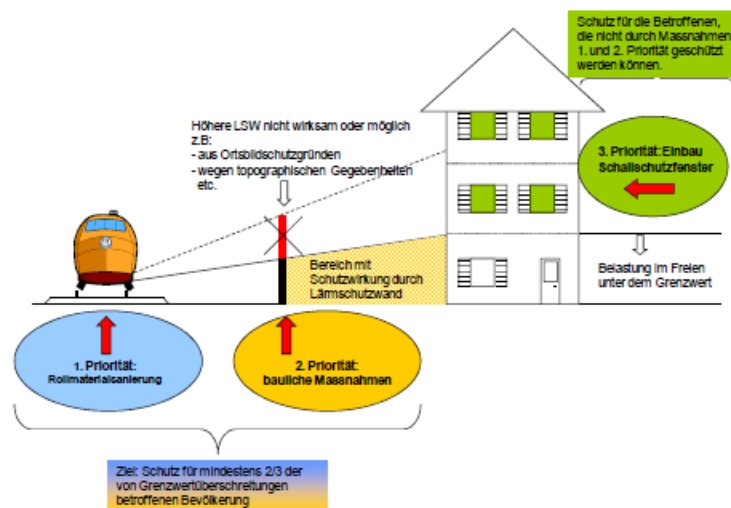 Schutz für die Betroffenen,
die nicht durch Massnahmen
1. und 2. Priorität geschützt
werden können.
Höhere LSW nicht wirksam oder möglich
z.B:
- aus Ortsbildschutzgründen
- wegen topographischen Gegebenheiten
etc.
3. Priorität: Einbau
Schallschutzfenster
Bereich mit
Schutzwirkung durch
Lärmschutzwand
Belastung im Freien
unter dem Grenzwert
1. Priorität:
Rollmaterialsanierung
2. Priorität:
bauliche Massnahmen
Ziel: Schutz für mindestens 2/3 der
von Grenzwertüberschreitungen
betroffenen Bevölkerung